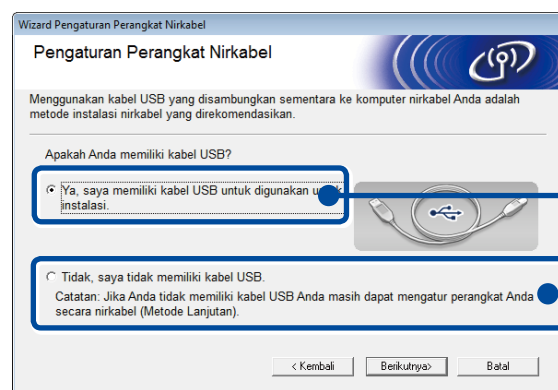 Wizard Pengaturan Perangkat Nirkabel
Pengaturan Perangkat Nirkabel
Menggunakan kabel USB yang disambungkan sementara ke komputer nirkabel Anda adalah
metode instalasi nirkabel yang direkomendasikan.
Apakah Anda memiliki kabel USB?
Ya, saya memiliki kabel USB untuk digunakan untuk
instalasi.
Tidak, saya tidak memiliki kabel USB.
Catatan: Jika Anda tidak memiliki kabel USB Anda masih dapat mengatur perangkat Anda
secara nirkabel (Metode Lanjutan).
< Kembali
Berikutnya>
Batal